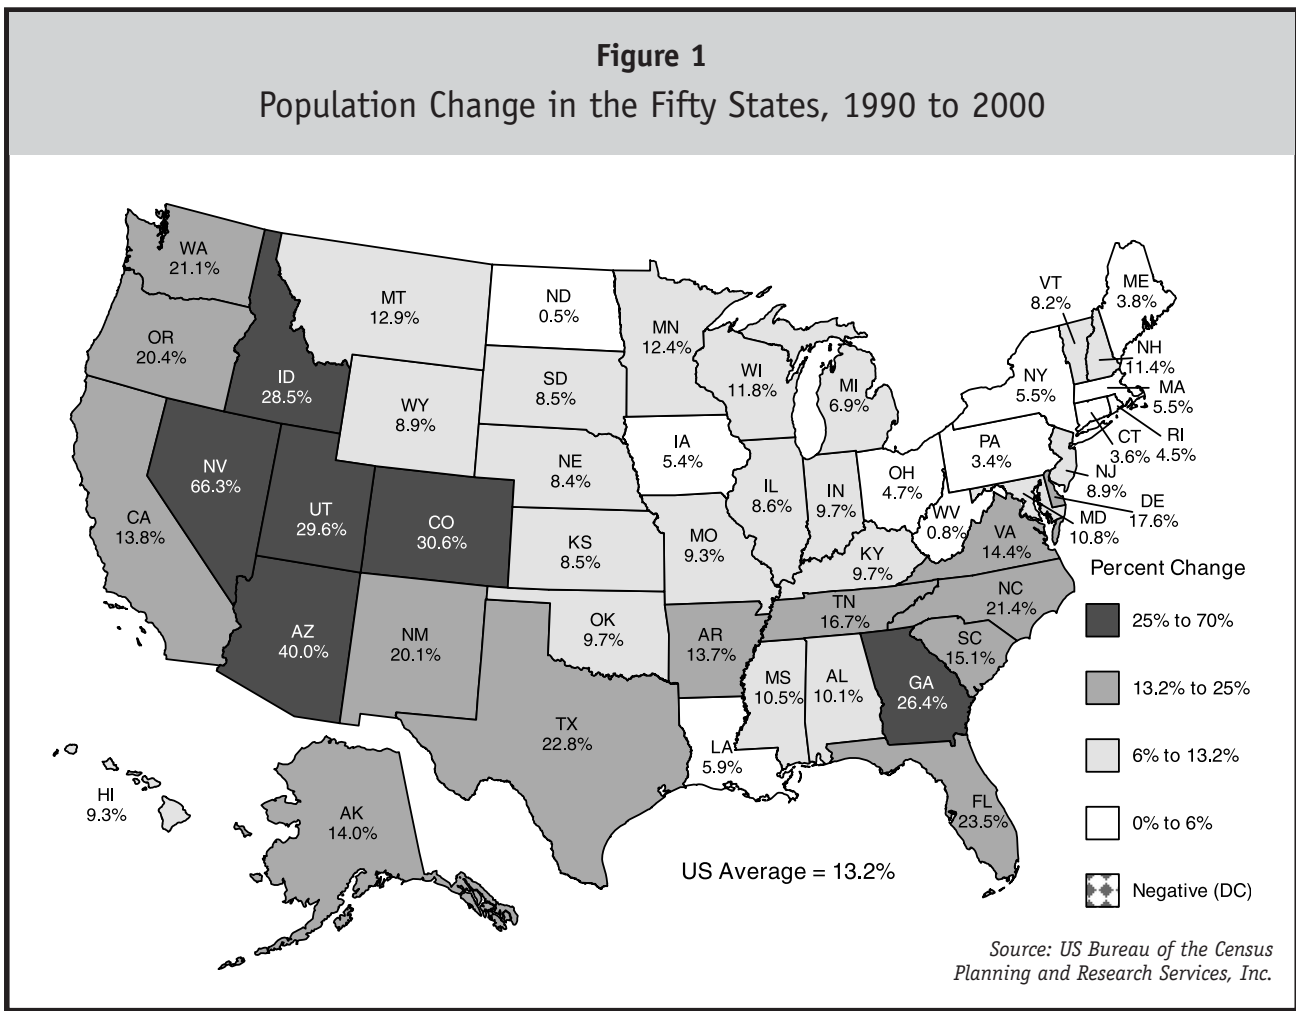 Figure 1
Population Change in the Fifty States, 1990 to 2000
WA
21.1%
OR
20.4%
ID
28.5%
MT
12.9%
ND
0.5%
MN
12.4%
WI
11.8%
MI
6.9%
VT
8.2%
ME
3.8%
NH
11.4%
MA
5.5%
NY
5.5%
RI
4.5%
CT
3.6%
NJ
8.9%
DE
17.6%
MD
10.8%
PA
3.4%
SD
8.5%
WY
8.9%
NV
66.3%
UT
29.6%
CO
30.6%
CA
13.8%
NE
8.4%
IA
5.4%
IL
8.6%
IN
9.7%
OH
4.7%
WV
0.8%
VA
14.4%
KS
8.5%
MO
9.3%
KY
9.7%
AZ
40.0%
NM
20.1%
OK
9.7%
AR
13.7%
TN
16.7%
NC
21.4%
SC
15.1%
MS
10.5%
AL
10.1%
GA
26.4%
TX
22.8%
LA
5.9%
FL
23.5%
HI
9.3%
AK
14.0%
US Average = 13.2%
Percent Change
25% to 70%
13.2% to 25%
6% to 13.2%
0% to 6%
Negative (DC)
Source: US Bureau of the Census
Planning and Research Services, Inc.